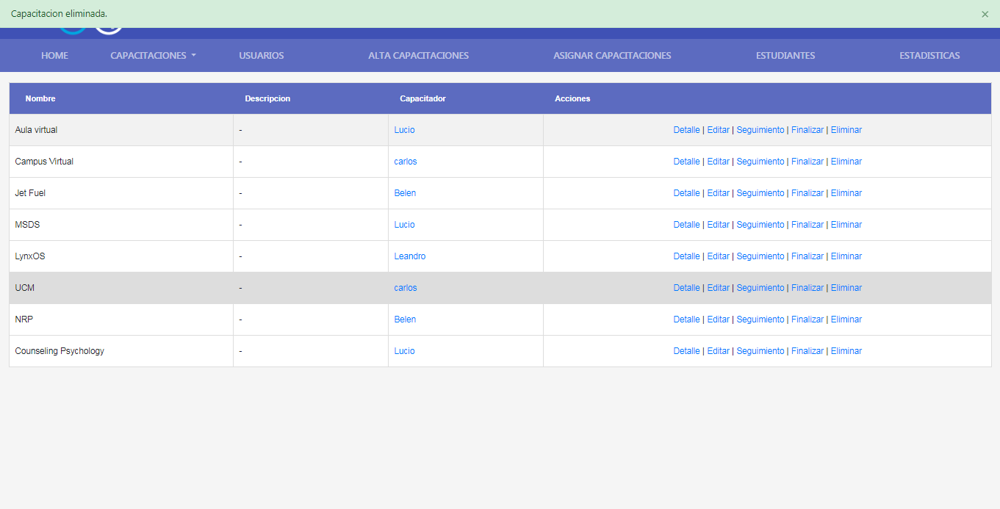 Capacitacion eliminada. ×
HOME CAPACITACIONES USUARIOS ALTA CAPACITACIONES ASIGNAR CAPACITACIONES ESTUDIANTES ESTADISTICAS
Nombre Descripcion Capacitador Acciones
Aula virtual - Lucio Detalle | Editar | Seguimiento | Finalizar | Eliminar
Campus Virtual - carlos Detalle | Editar | Seguimiento | Finalizar | Eliminar
Jet Fuel - Belen Detalle | Editar | Seguimiento | Finalizar | Eliminar
MSDS - Lucio Detalle | Editar | Seguimiento | Finalizar | Eliminar
LynxOS - Leandro Detalle | Editar | Seguimiento | Finalizar | Eliminar
UCM - carlos Detalle | Editar | Seguimiento | Finalizar | Eliminar
NRP - Belen Detalle | Editar | Seguimiento | Finalizar | Eliminar
Counseling Psychology - Lucio Detalle | Editar | Seguimiento | Finalizar | Eliminar